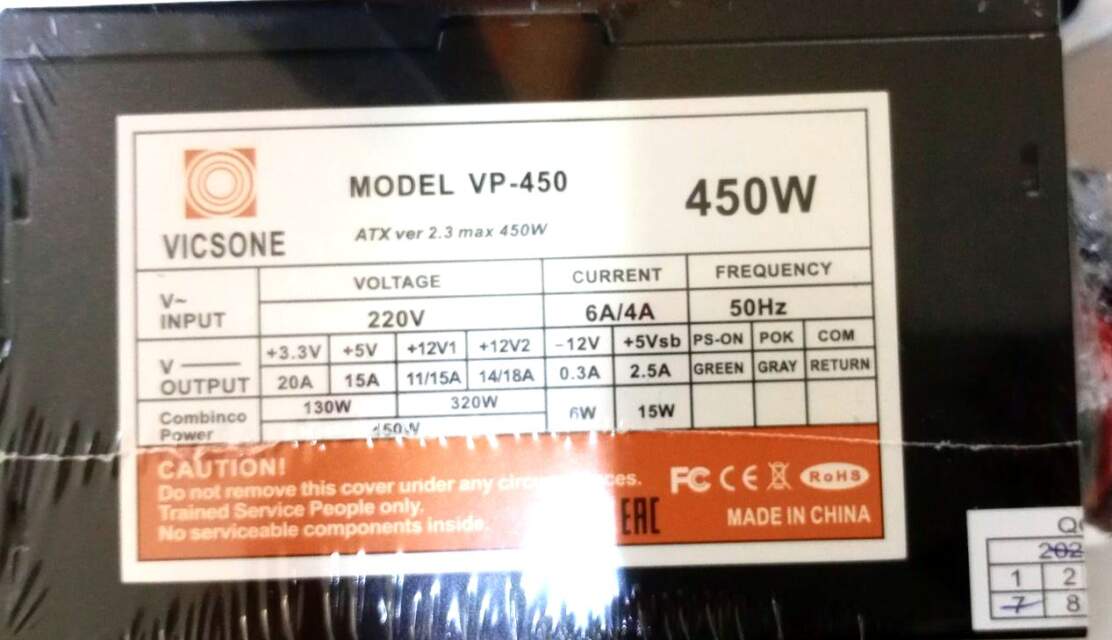 MODEL VP-450
450W
ATX ver 2.3 max 450W
VICSONE
V~ INPUT
VOLTAGE CURRENT FREQUENCY
220V 6A/4A 50Hz
V OUTPUT
+3.3V +5V +12V1 +12V2 -12V +5Vsb PS-ON POK COM
20A 15A 11/15A 14/18A 0.3A 2.5A GREEN GRAY RETURN
Combinco Power
130W 320W 6W 15W
450W
CAUTION!
Do not remove this cover under any
Trained Service People only.
No serviceable components inside.
FC CE RoHS
EAC
MADE IN CHINA
1 2
7 8